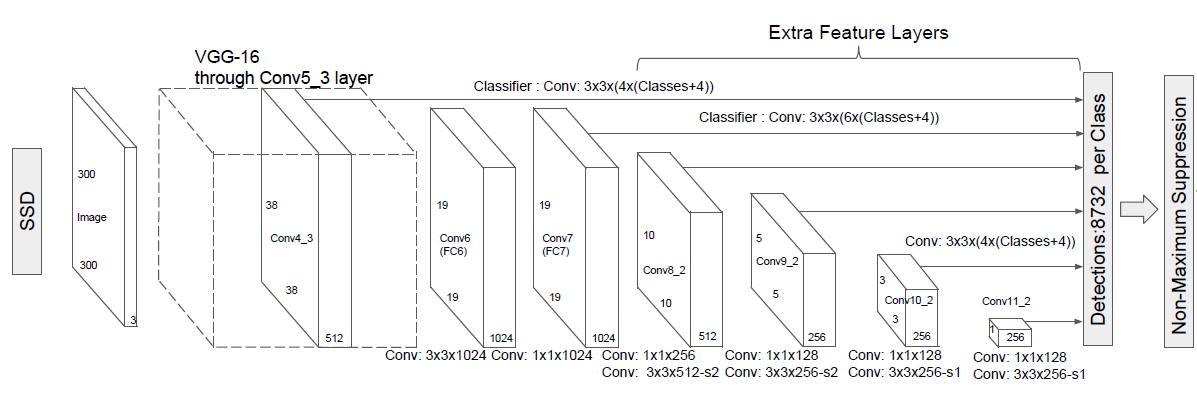 Extra Feature Layers
VGG-16
through Conv5_3 layer
Classifier : Conv: 3x3x(4x(Classes+4))
Classifier : Conv: 3x3x(6x(Classes+4))
SSD
300
Image
300
3
38
Conv4_3
38
512
19
Conv6
(FC6)
19
1024
19
Conv7
(FC7)
19
1024
10
Conv8_2
10
512
5
Conv9_2
5
256
Conv: 3x3x(4x(Classes+4))
3
Conv10_2
3
256
Conv11_2
1
256
Detections:8732 per Class
Non-Maximum Suppression
Conv: 3x3x1024
Conv: 1x1x1024
Conv: 1x1x256
Conv: 3x3x512-s2
Conv: 1x1x128
Conv: 3x3x256-s2
Conv: 1x1x128
Conv: 3x3x256-s1
Conv: 1x1x128
Conv: 3x3x256-s1